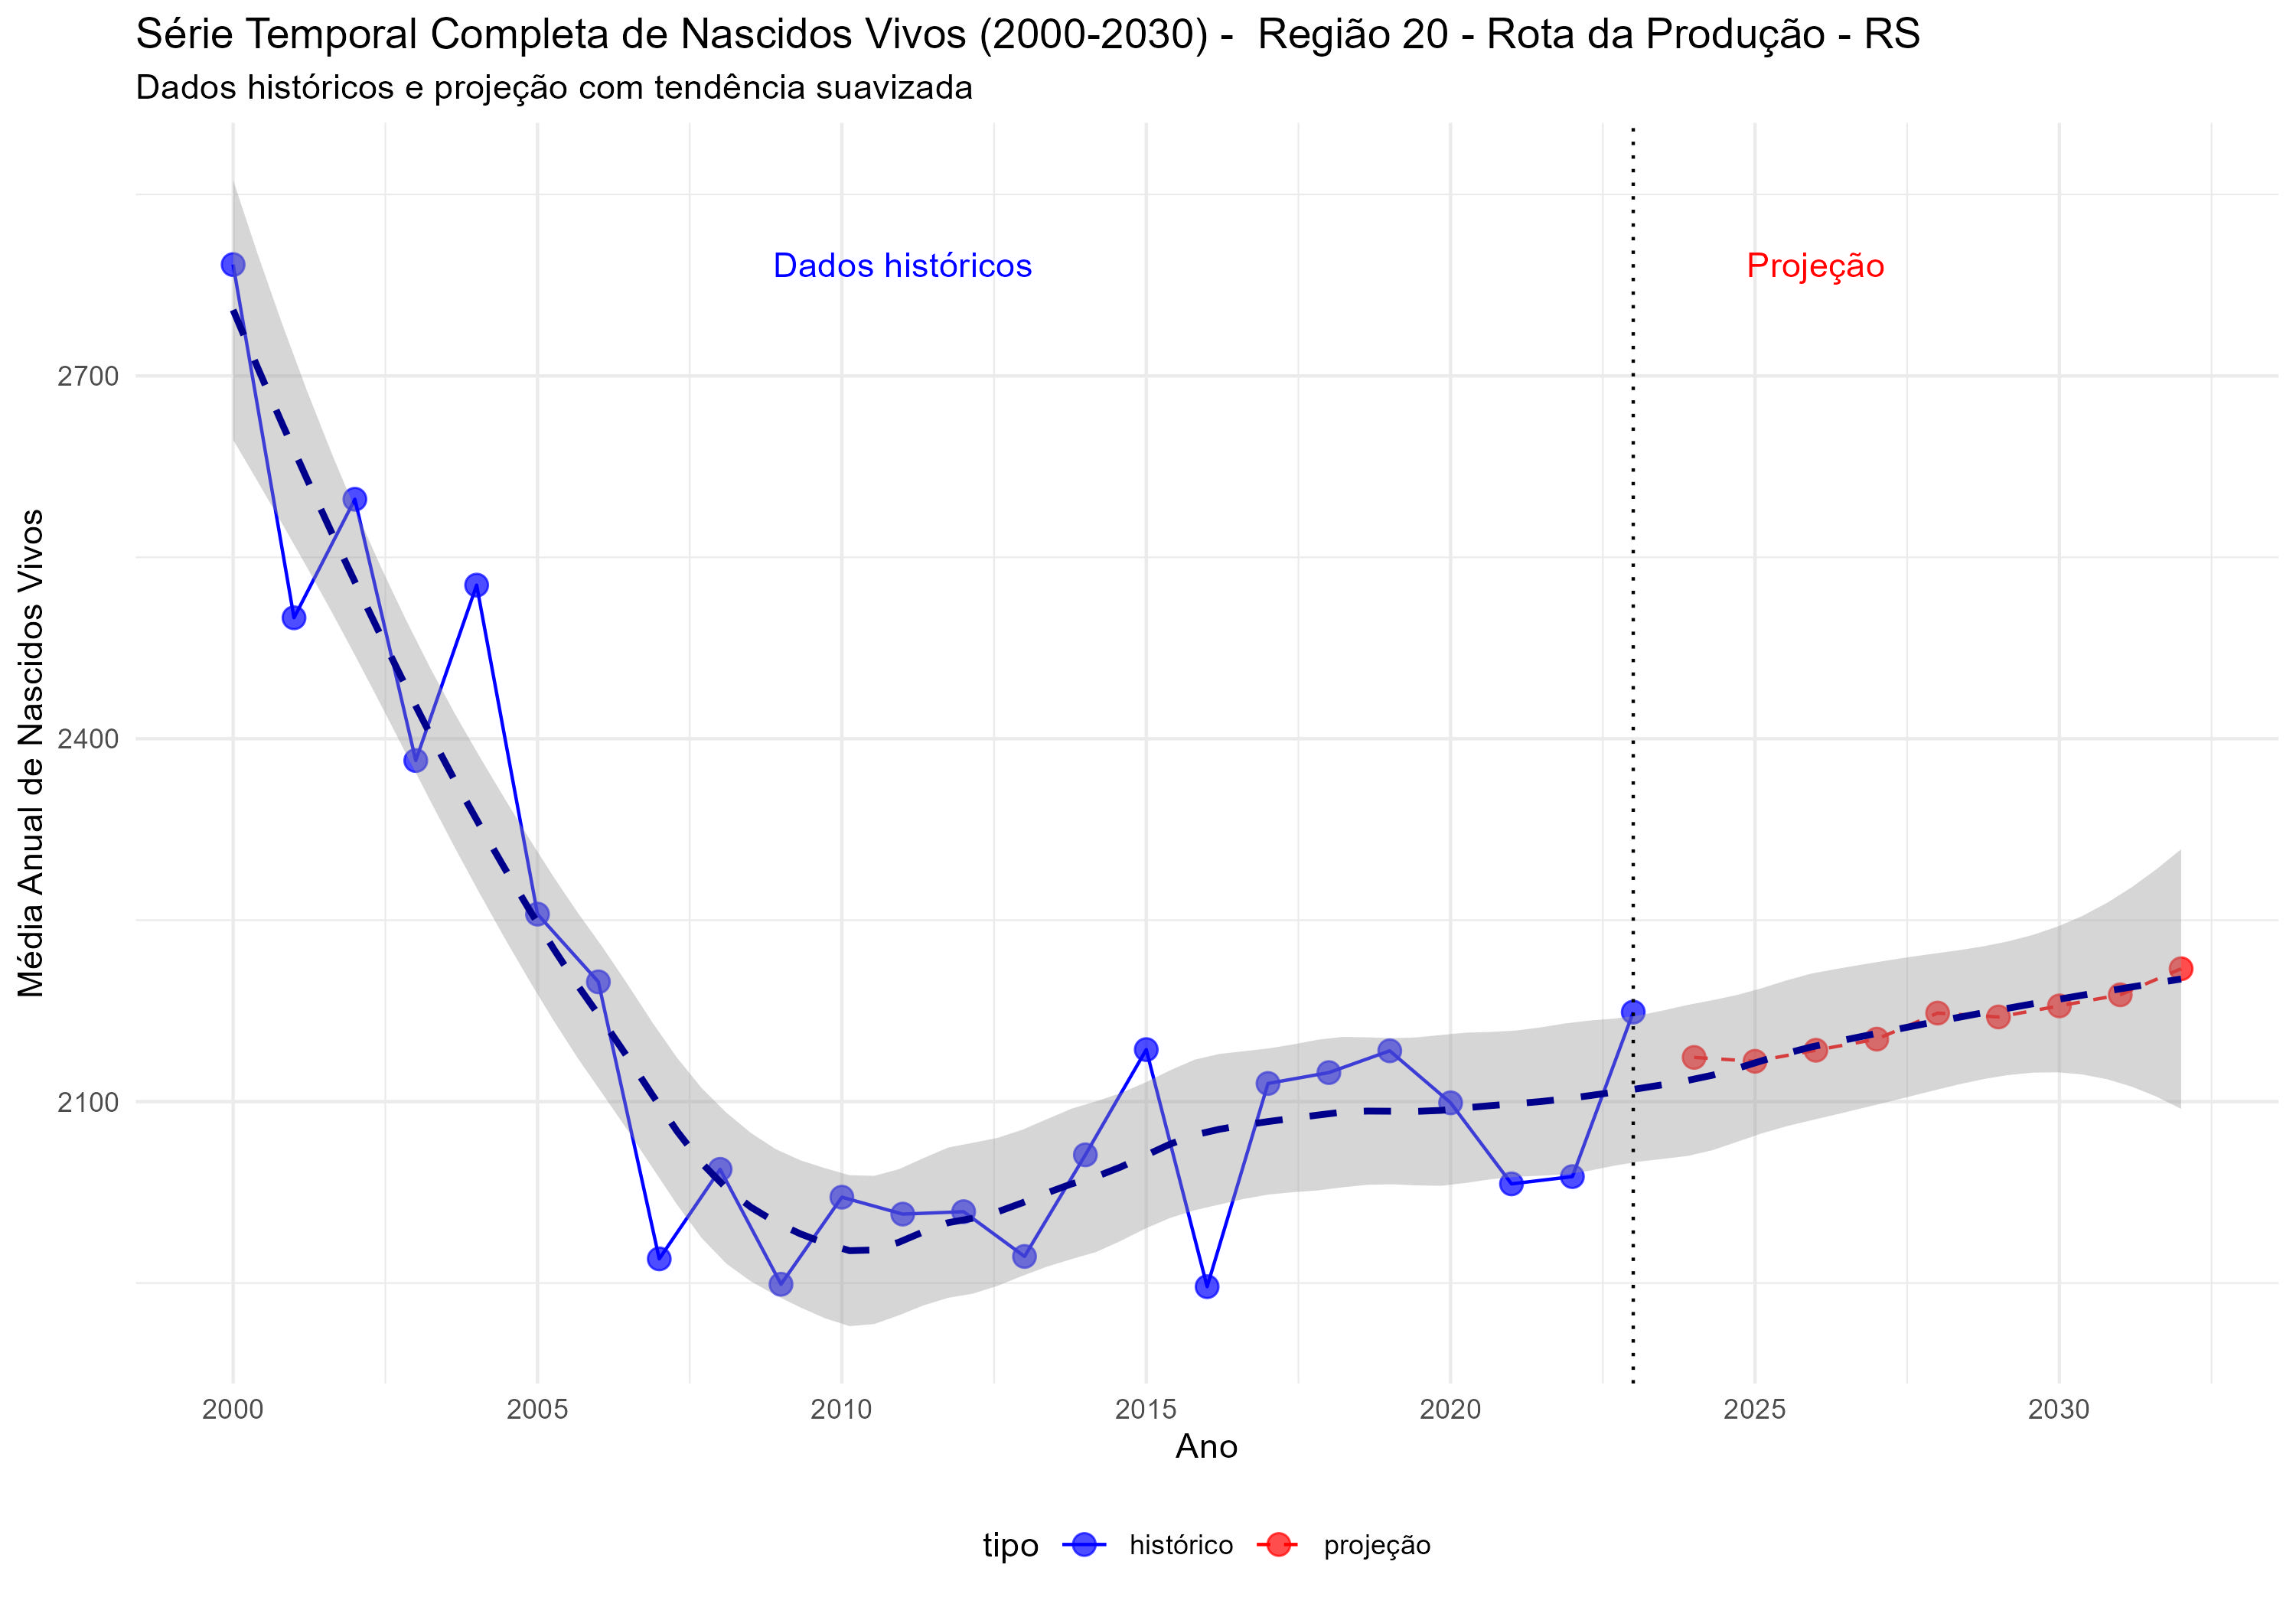 Série Temporal Completa de Nascidos Vivos (2000-2030) -  Região 20 - Rota da Produção - RS
Dados históricos e projeção com tendência suavizada
Média Anual de Nascidos Vivos
2700
2400
2100
Dados históricos
Projeção
2000
2005
2010
2015
2020
2025
2030
Ano
tipo
histórico
projeção